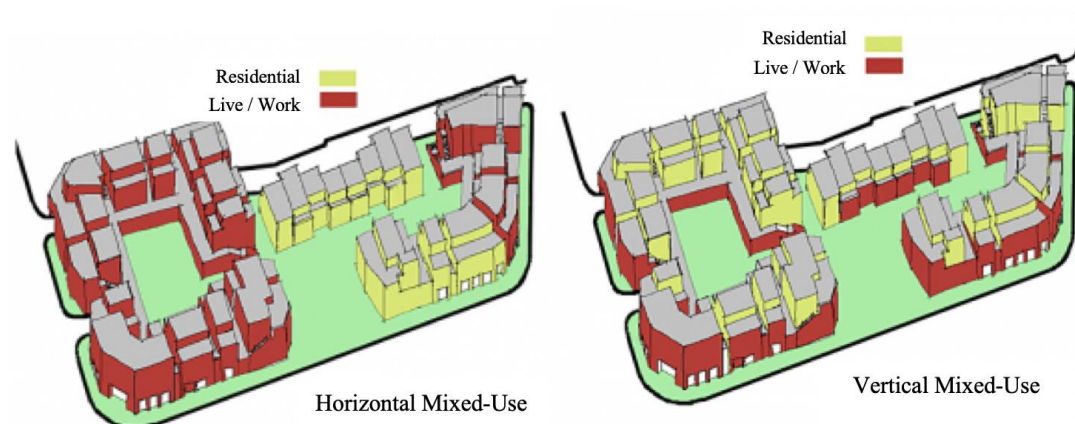 Residential
Live / Work
Horizontal Mixed-Use
Residential
Live / Work
Vertical Mixed-Use